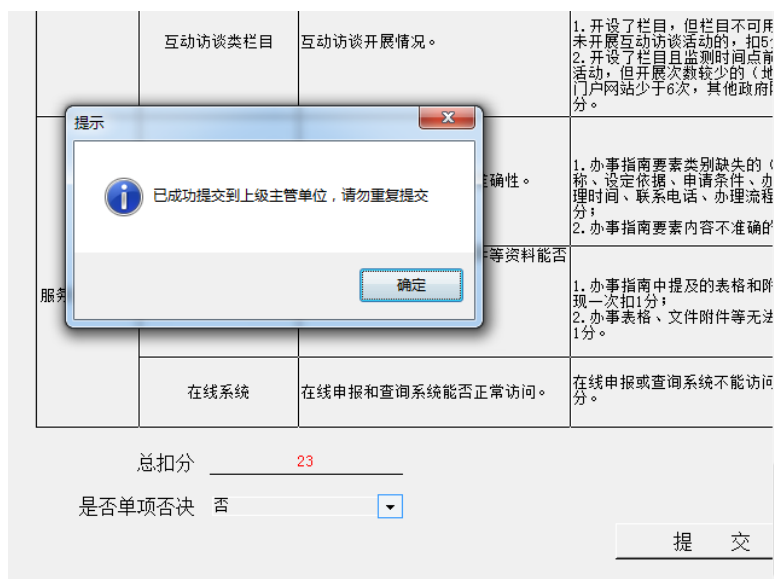 互动访谈类栏目
互动访谈开展情况。
1. 开设了栏目，但栏目不可用
未开展互动访谈活动的，扣5
2. 开设了栏目且监测时间点前
活动，但开展次数较少的（地
门户网站少于6次，其他政府
分。
提示
已成功提交到上级主管单位，请勿重复提交
确定
确性。
1. 办事指南要素类别缺失的（
称、设定依据、申请条件、办
理时间、联系电话、办理流程
分；
2. 办事指南要素内容不准确的
服务
等资料能否
1. 办事指南中提及的表格和附
现一次扣1分；
2. 办事表格、文件附件等无法
1分。
在线系统
在线申报和查询系统能否正常访问。
在线申报或查询系统不能访问
分。
总扣分 23
是否单项否决 否
提 交